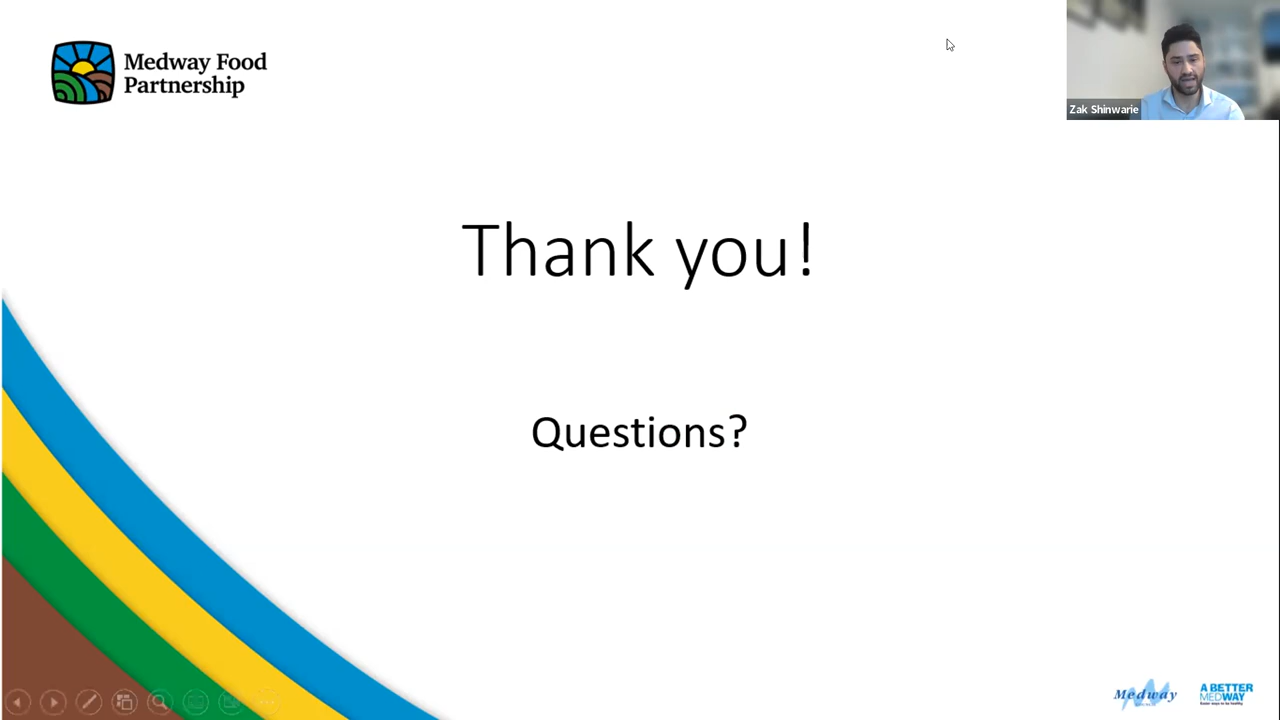 Medway Food
Partnership
Zak Shinwarie
Thank you!
Questions?
Medway
A BETTER
MEDWAY